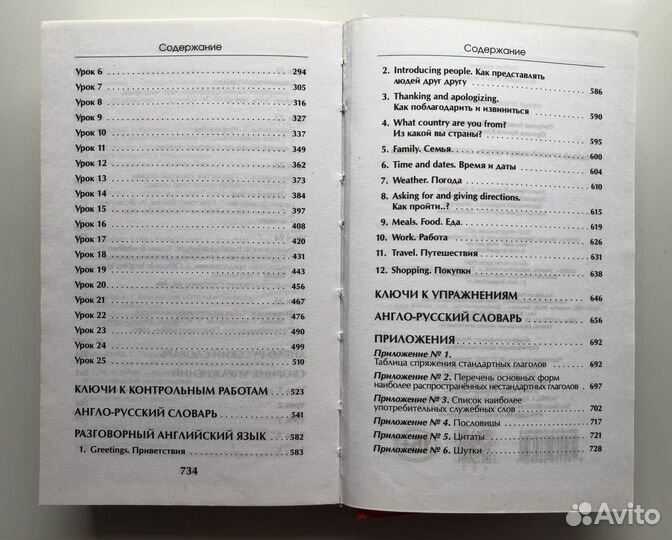 Содержание
Урок 6 294
Урок 7 305
Урок 8 316
Урок 9 327
Урок 10 337
Урок 11 349
Урок 12 362
Урок 13 373
Урок 14 384
Урок 15 397
Урок 16 408
Урок 17 420
Урок 18 431
Урок 19 443
Урок 20 456
Урок 21 467
Урок 22 476
Урок 23 490
Урок 24 499
Урок 25 510
КЛЮЧИ К КОНТРОЛЬНЫМ РАБОТАМ 523
АНГЛО-РУССКИЙ СЛОВАРЬ 541
РАЗГОВОРНЫЙ АНГЛИЙСКИЙ ЯЗЫК 582
1. Greetings. Приветствия 583
734
Содержание
2. Introducing people. Как представлять
людей друг другу 586
3. Thanking and apologizing.
Как поблагодарить и извиниться 590
4. What country are you from?
Из какой вы страны? 595
5. Family. Семья 600
6. Time and dates. Время и даты 604
7. Weather. Погода 610
8. Asking for and giving directions.
Как пройти..? 615
9. Meals. Food. Еда 619
10. Work. Работа 626
11. Travel. Путешествия 631
12. Shopping. Покупки 638
КЛЮЧИ К УПРАЖНЕНИЯМ 646
АНГЛО-РУССКИЙ СЛОВАРЬ 656
ПРИЛОЖЕНИЯ 692
Приложение № 1.
Таблица спряжения стандартных глаголов 692
Приложение № 2. Перечень основных форм
наиболее распространённых нестандартных глаголов 697
Приложение № 3. Список наиболее
употребительных служебных слов 702
Приложение № 4. Пословицы 717
Приложение № 5. Цитаты 721
Приложение № 6. Шутки 728
Avito